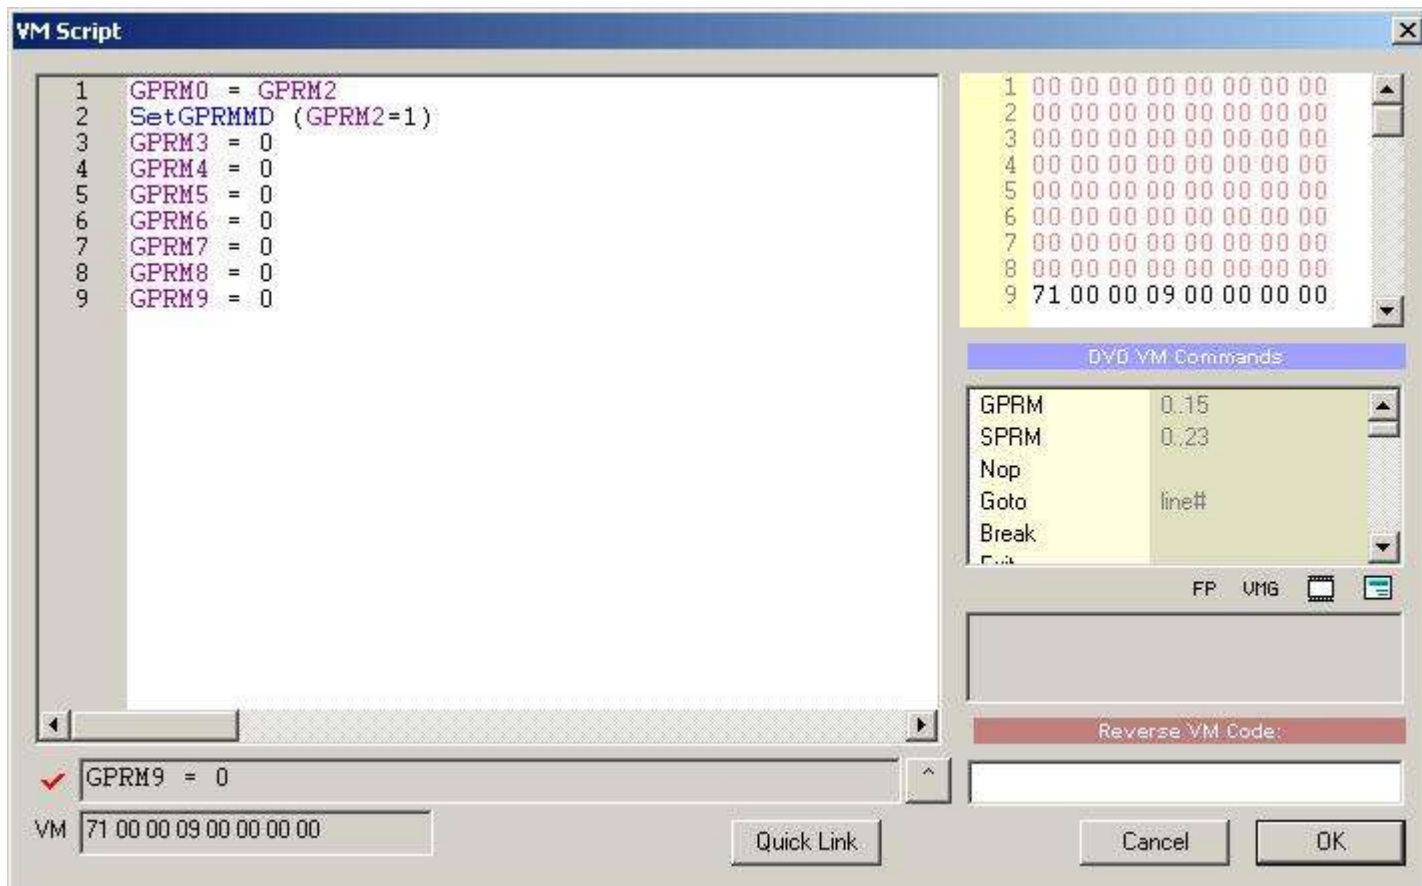 VM Script
1 GPRM0 = GPRM2
2 SetGPRMMD (GPRM2=1)
3 GPRM3 = 0
4 GPRM4 = 0
5 GPRM5 = 0
6 GPRM6 = 0
7 GPRM7 = 0
8 GPRM8 = 0
9 GPRM9 = 0
1 00 00 00 00 00 00 00 00
2 00 00 00 00 00 00 00 00
3 00 00 00 00 00 00 00 00
4 00 00 00 00 00 00 00 00
5 00 00 00 00 00 00 00 00
6 00 00 00 00 00 00 00 00
7 00 00 00 00 00 00 00 00
8 00 00 00 00 00 00 00 00
9 71 00 00 09 00 00 00 00
DVD VM Commands
GPRM 0..15
SPRM 0..23
Nop
Goto line#
Break
FP VMG
Reverse VM Code:
GPRM9 = 0 ^
VM 71 00 00 09 00 00 00 00
Quick Link
Cancel
OK